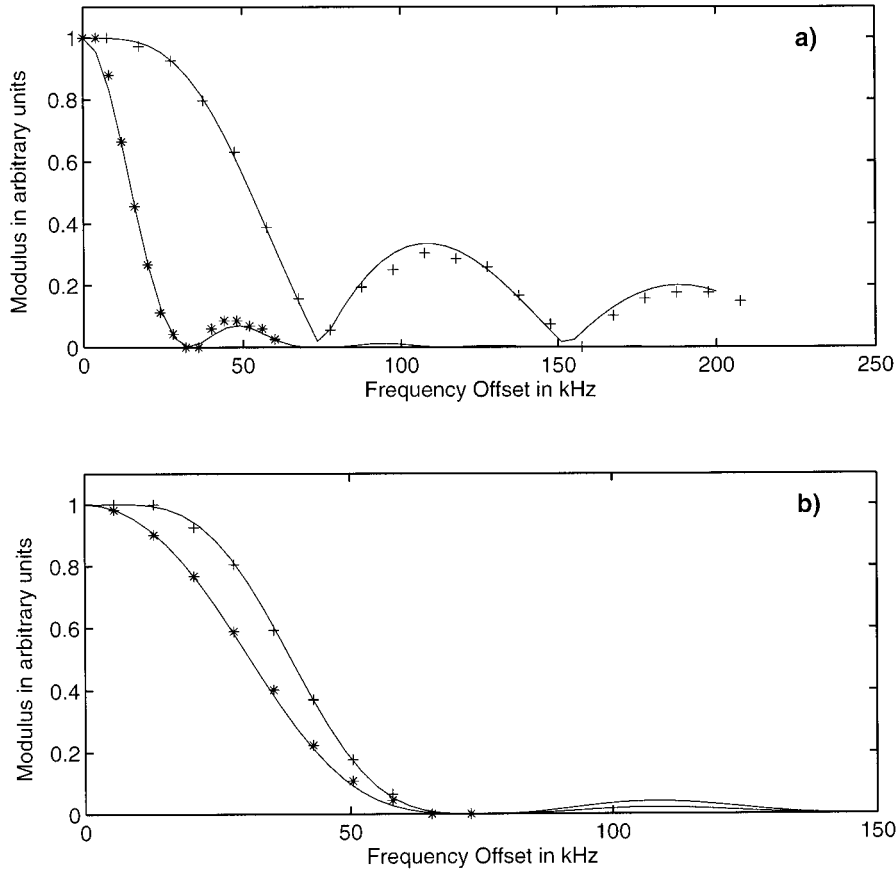 a)
1
0.8
0.6
0.4
0.2
0
0 50 100 150 200 250
Modulus in arbitrary units
Frequency Offset in kHz
b)
1
0.8
0.6
0.4
0.2
0
0 50 100 150
Modulus in arbitrary units
Frequency Offset in kHz